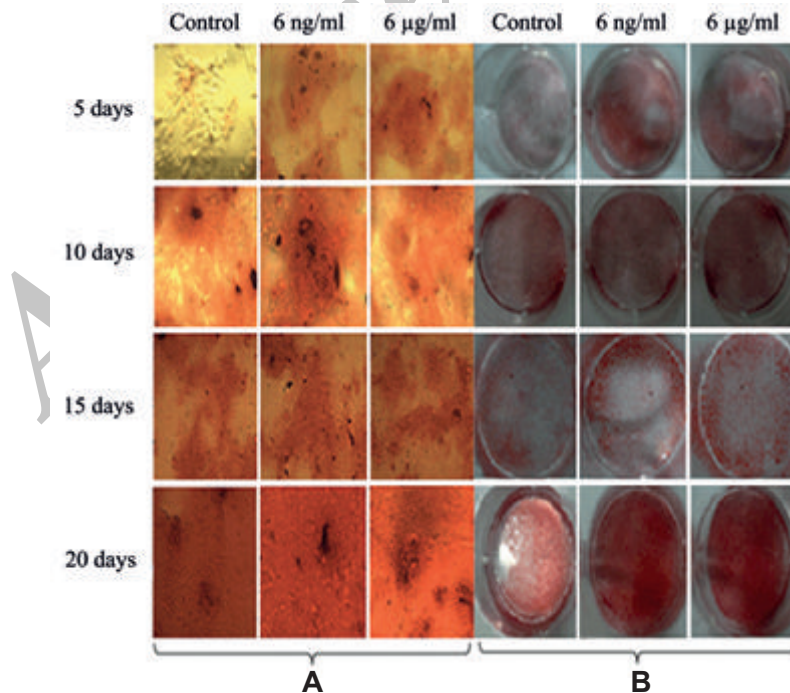 Control 6 ng/ml 6 µg/ml Control 6 ng/ml 6 µg/ml
5 days
10 days
15 days
20 days
A B